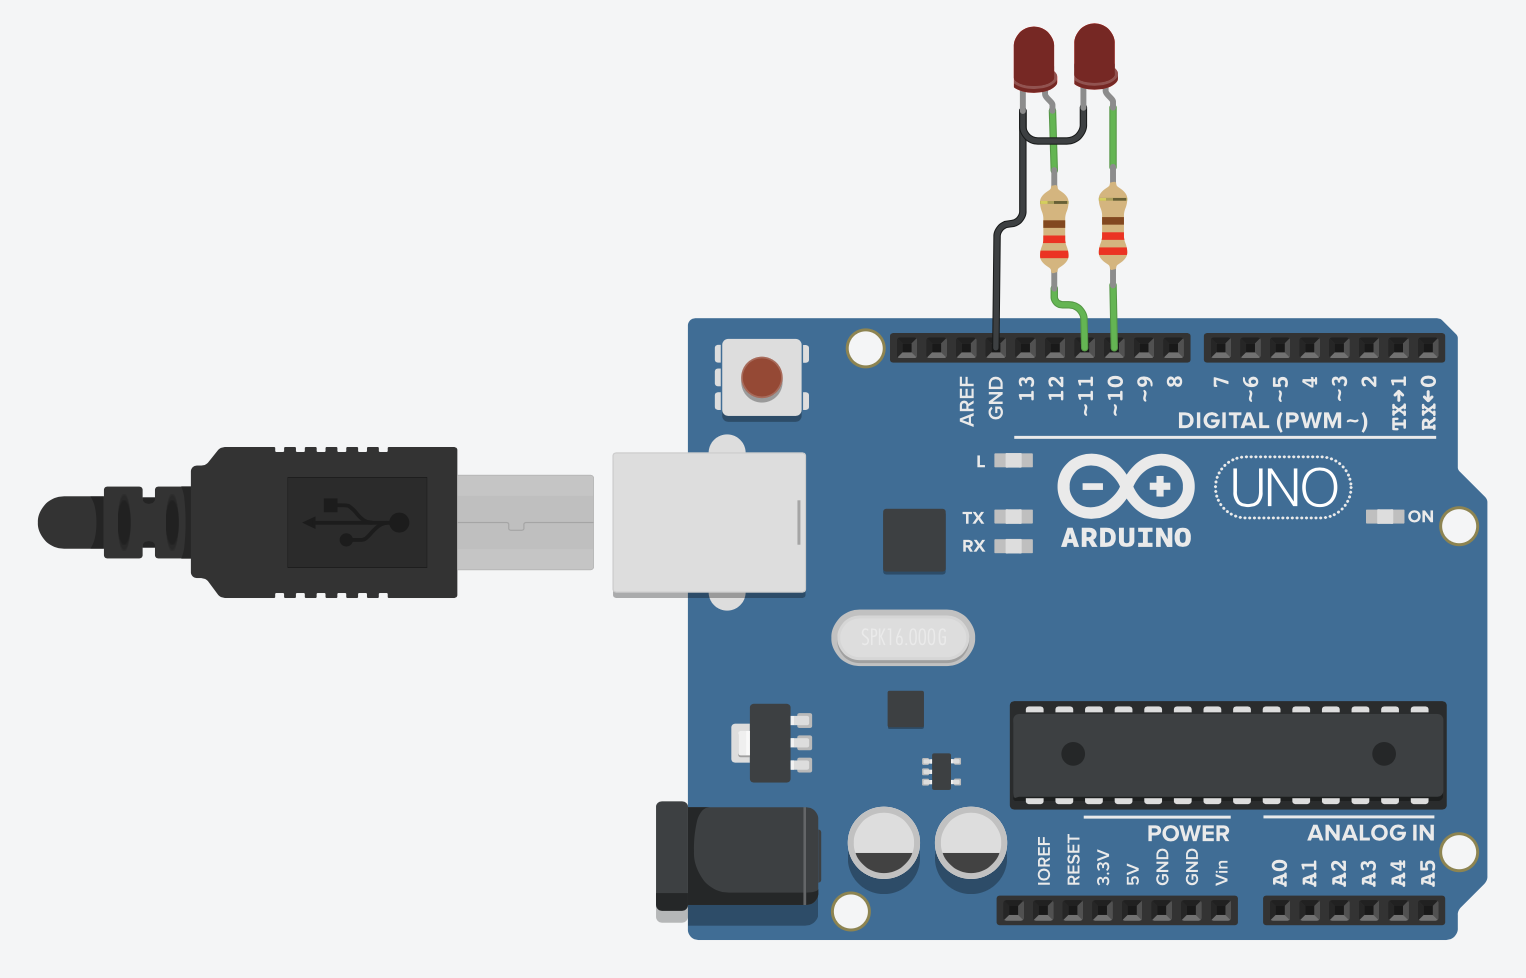 AREF
GND
13
12
~11
~10
~9
8
7
~6
~5
4
~3
2
TX→1
RX←0
DIGITAL (PWM~)
L
TX
RX
ARDUINO
UNO
ON
SPK16.000G
POWER
ANALOG IN
IOREF
RESET
3.3V
5V
GND
GND
Vin
A0
A1
A2
A3
A4
A5